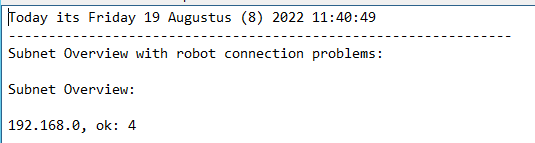 Today its Friday 19 Augustus (8) 2022 11:40:49
---------------------------------------------------------------
Subnet Overview with robot connection problems:
Subnet Overview:
192.168.0, ok: 4